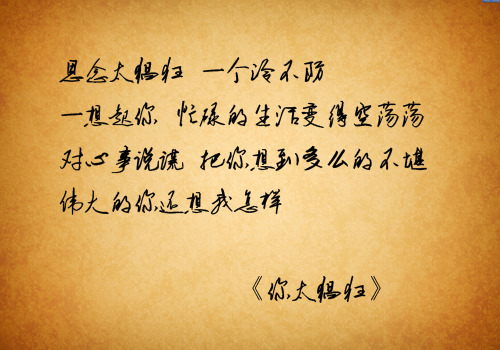 思念太猖狂 一个冷不防
一想起你 忙碌的生活变得空荡荡
对心事说谎 把你想到多么的不堪
伟大的你还想我怎样
《你太猖狂》